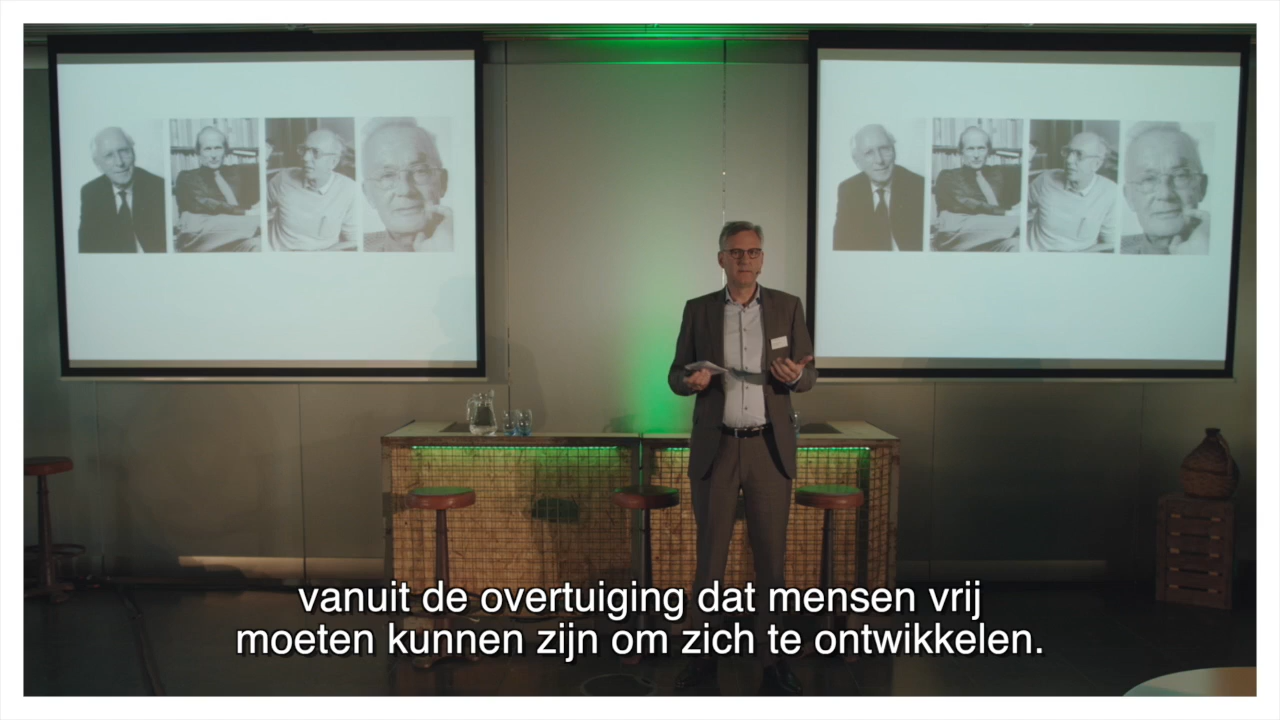 vanuit de overtuiging dat mensen vrij
moeten kunnen zijn om zich te ontwikkelen.